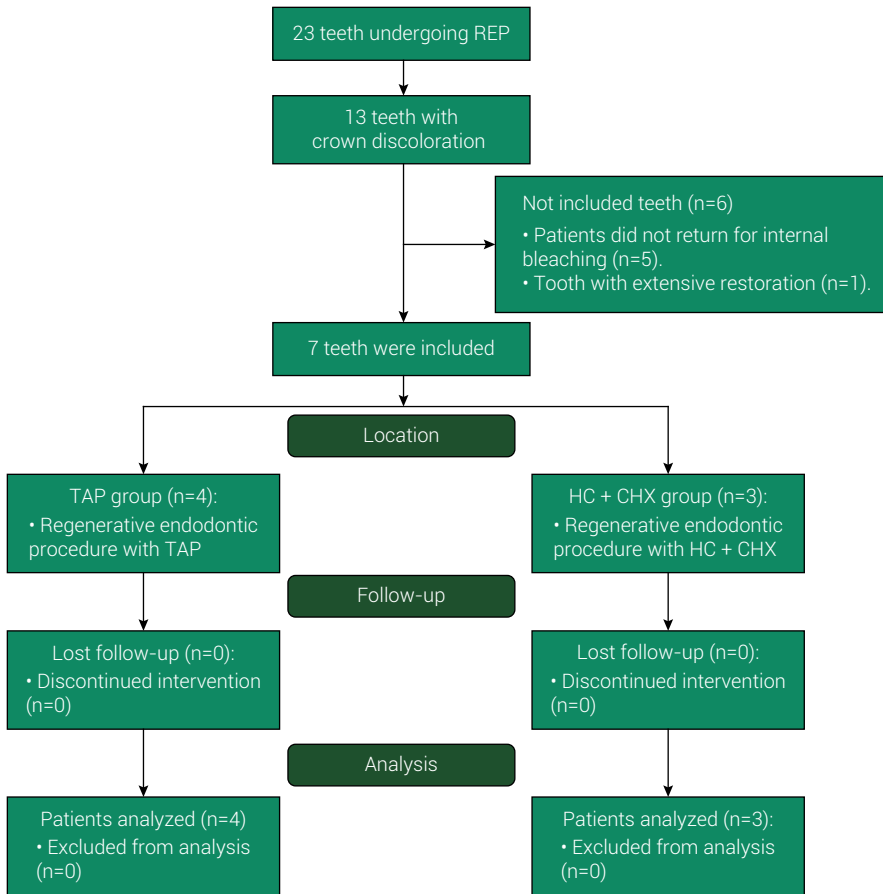 23 teeth undergoing REP
13 teeth with
crown discoloration
Not included teeth (n=6)
• Patients did not return for internal
bleaching (n=5).
• Tooth with extensive restoration (n=1).
7 teeth were included
Location
TAP group (n=4):
• Regenerative endodontic
procedure with TAP
HC + CHX group (n=3):
• Regenerative endodontic
procedure with HC + CHX
Follow-up
Lost follow-up (n=0):
• Discontinued intervention
(n=0)
Lost follow-up (n=0):
• Discontinued intervention
(n=0)
Analysis
Patients analyzed (n=4)
• Excluded from analysis
(n=0)
Patients analyzed (n=3):
• Excluded from analysis
(n=0)